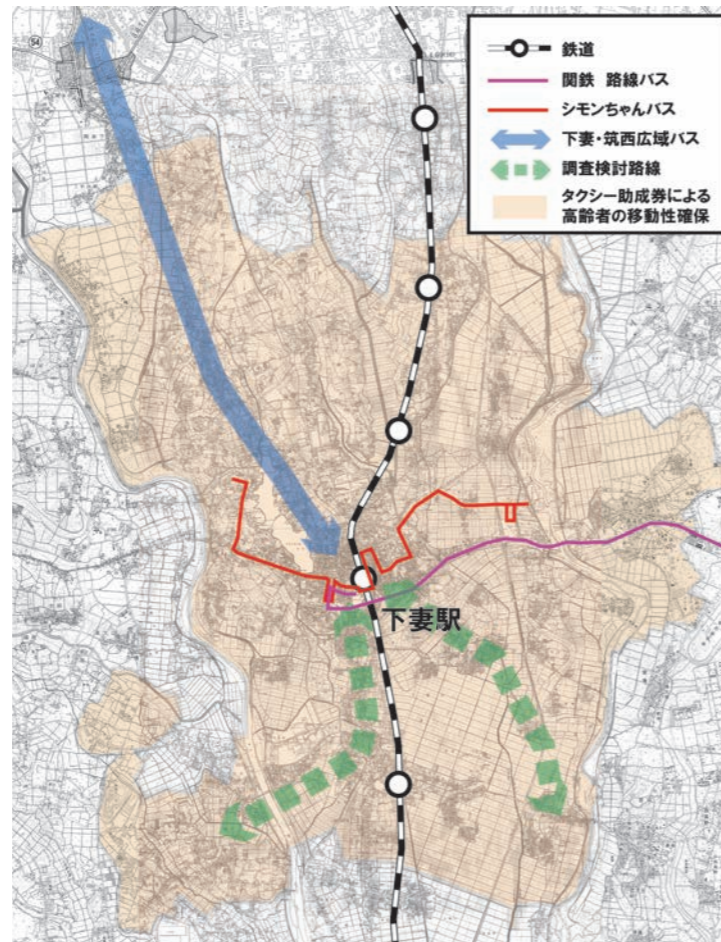 54
鉄道
関鉄 路線バス
シモンちゃんバス
下妻・筑西広域バス
調査検討路線
タクシー助成券による
高齢者の移動性確保
下妻駅